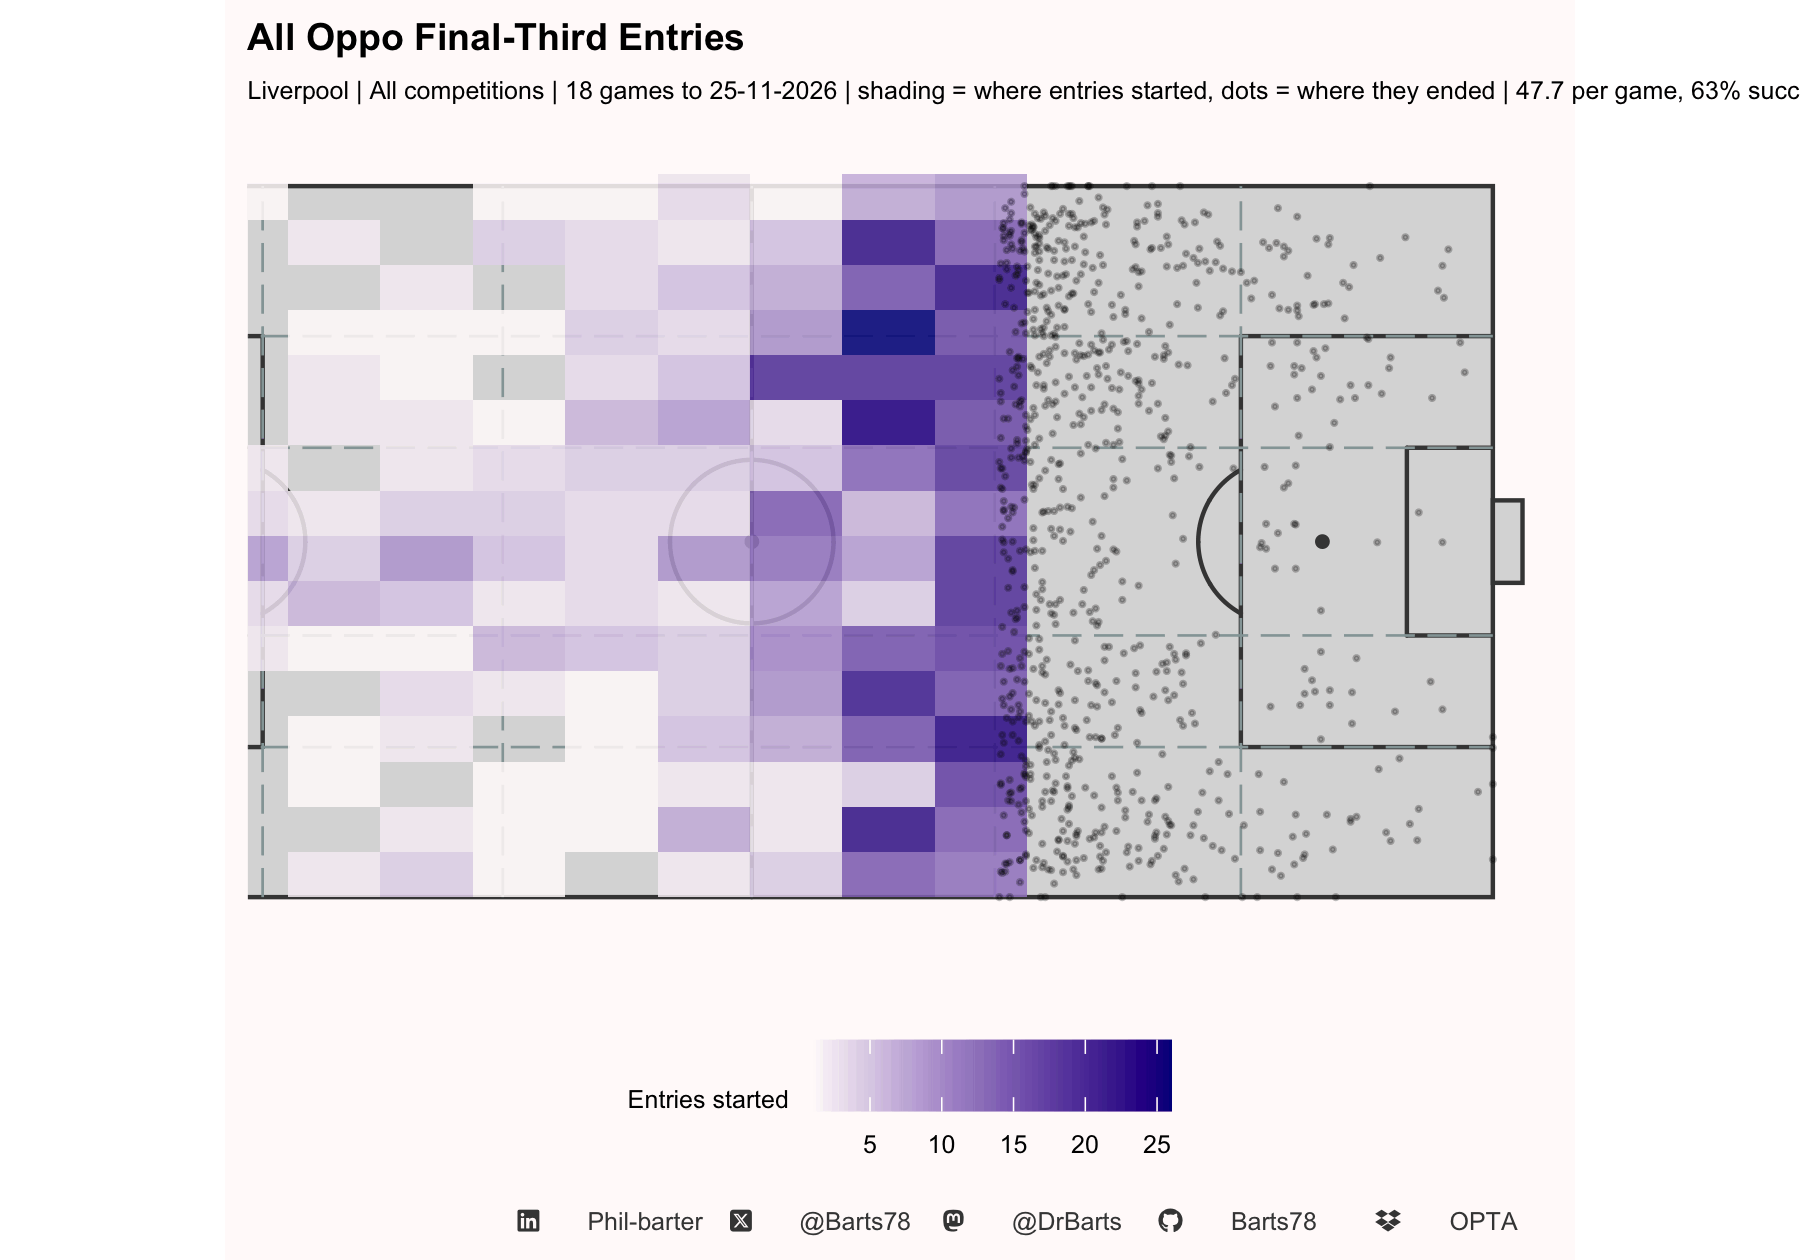 All Oppo Final-Third Entries
Liverpool | All competitions | 18 games to 25-11-2026 | shading = where entries started, dots = where they ended | 47.7 per game, 63% succ
Entries started
5 10 15 20 25
Phil-barter @Barts78 @DrBarts Barts78 OPTA